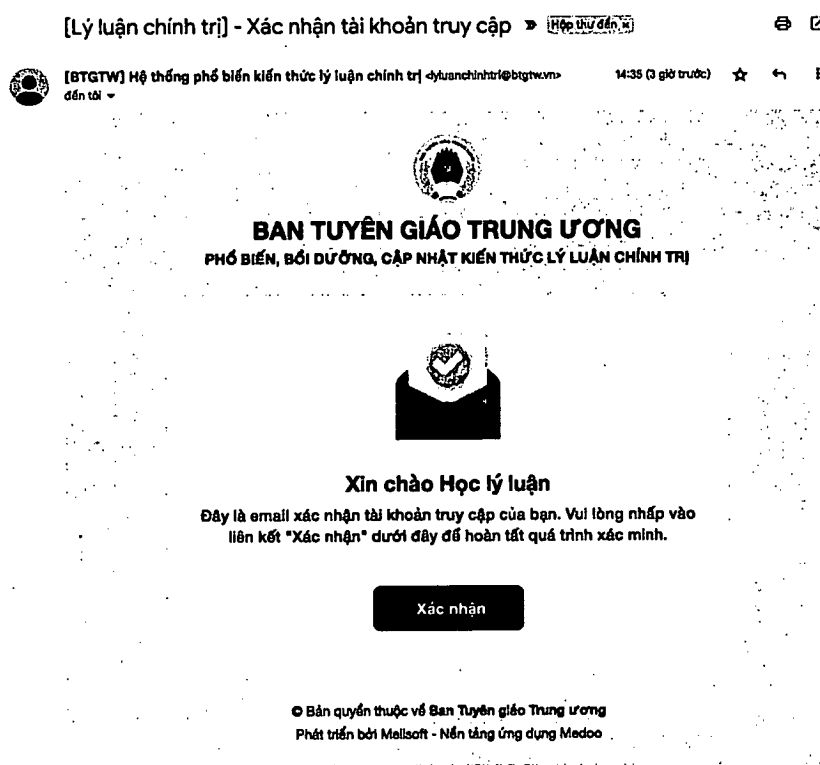 [Lý luận chính trị] - Xác nhận tài khoản truy cập Hộp thư đến x
[BTGTW] Hệ thống phổ biến kiến thức lý luận chính trị <lyluanchinhtri@btgtw.vn> 14:35 (3 giờ trước)
đến tôi
BAN TUYÊN GIÁO TRUNG ƯƠNG
PHỔ BIẾN, BỒI DƯỠNG, CẬP NHẬT KIẾN THỨC LÝ LUẬN CHÍNH TRỊ
Xin chào Học lý luận
Đây là email xác nhận tài khoản truy cập của bạn. Vui lòng nhấp vào
liên kết "Xác nhận" dưới đây để hoàn tất quá trình xác minh.
Xác nhận
© Bản quyền thuộc về Ban Tuyên giáo Trung ương
Phát triển bởi Melisoft - Nền tảng ứng dụng Medoo